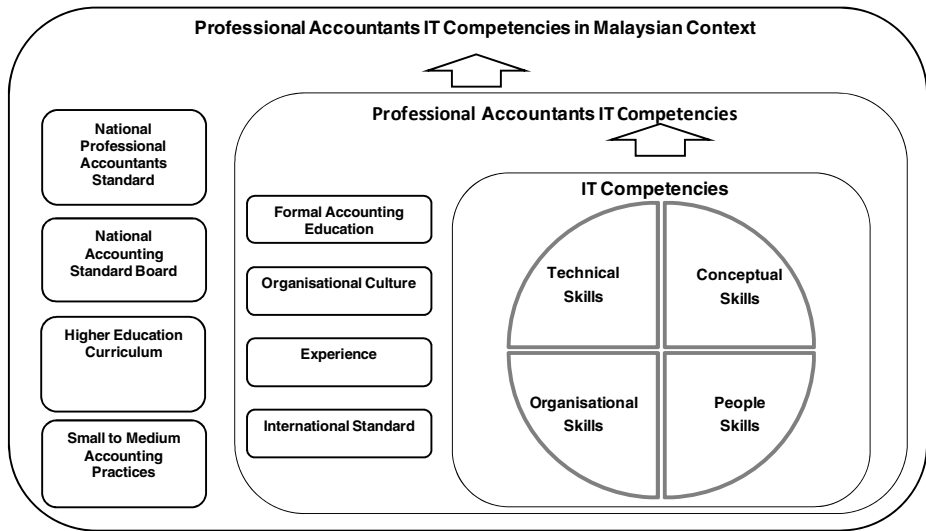 Professional Accountants IT Competencies in Malaysian Context
Professional Accountants IT Competencies
IT Competencies
National
Professional
Accountants
Standard
National
Accounting
Standard Board
Higher Education
Curriculum
Small to Medium
Accounting
Practices
Formal Accounting
Education
Organisational Culture
Experience
International Standard
Technical
Skills
Conceptual
Skills
Organisational
Skills
People
Skills